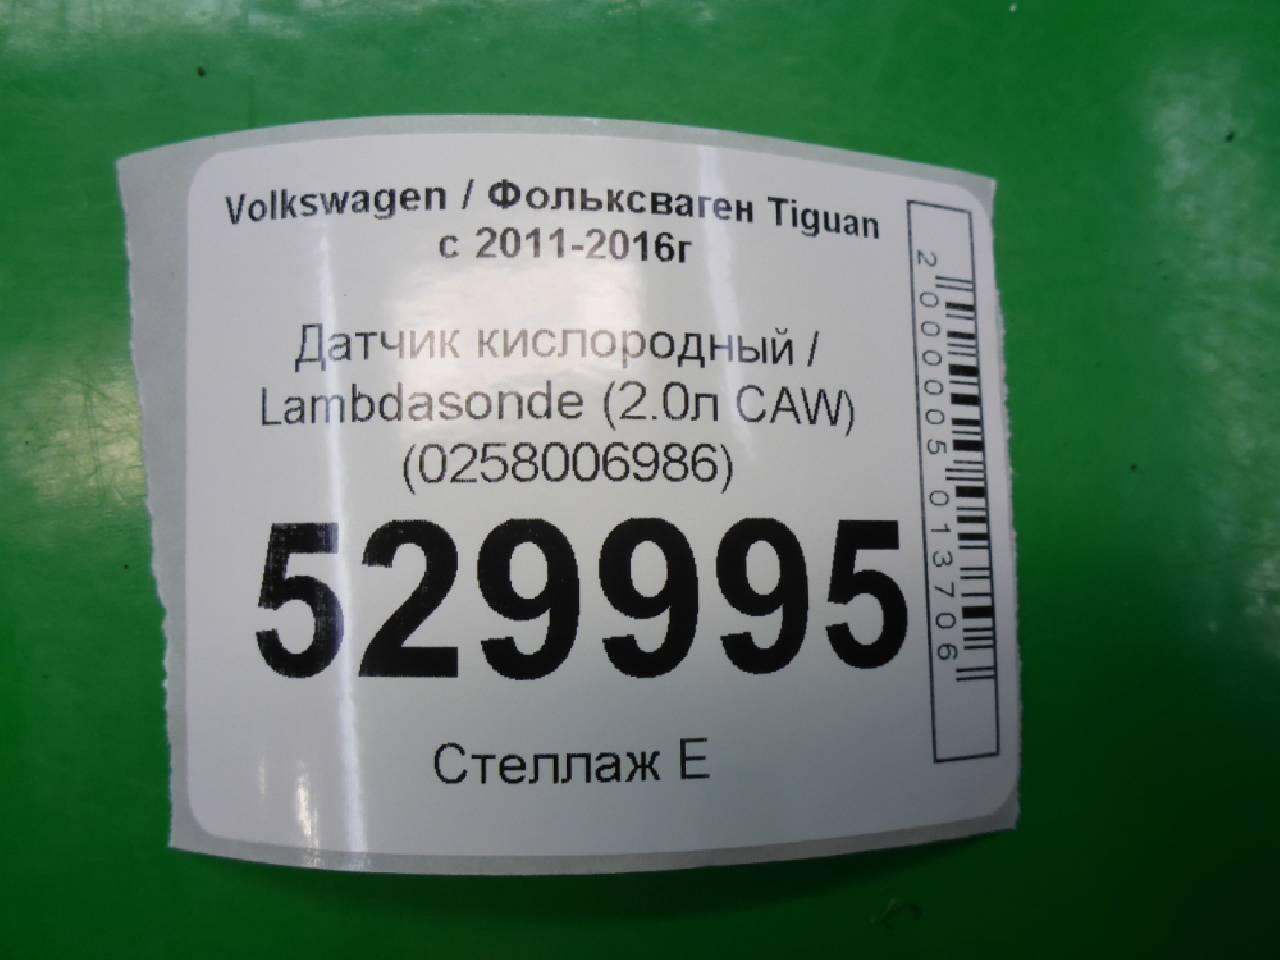 Volkswagen / Фольксваген Tiguan
с 2011-2016г
Датчик кислородный /
Lambdasonde (2.0л CAW)
(0258006986)
529995
Стеллаж Е
2000005013706